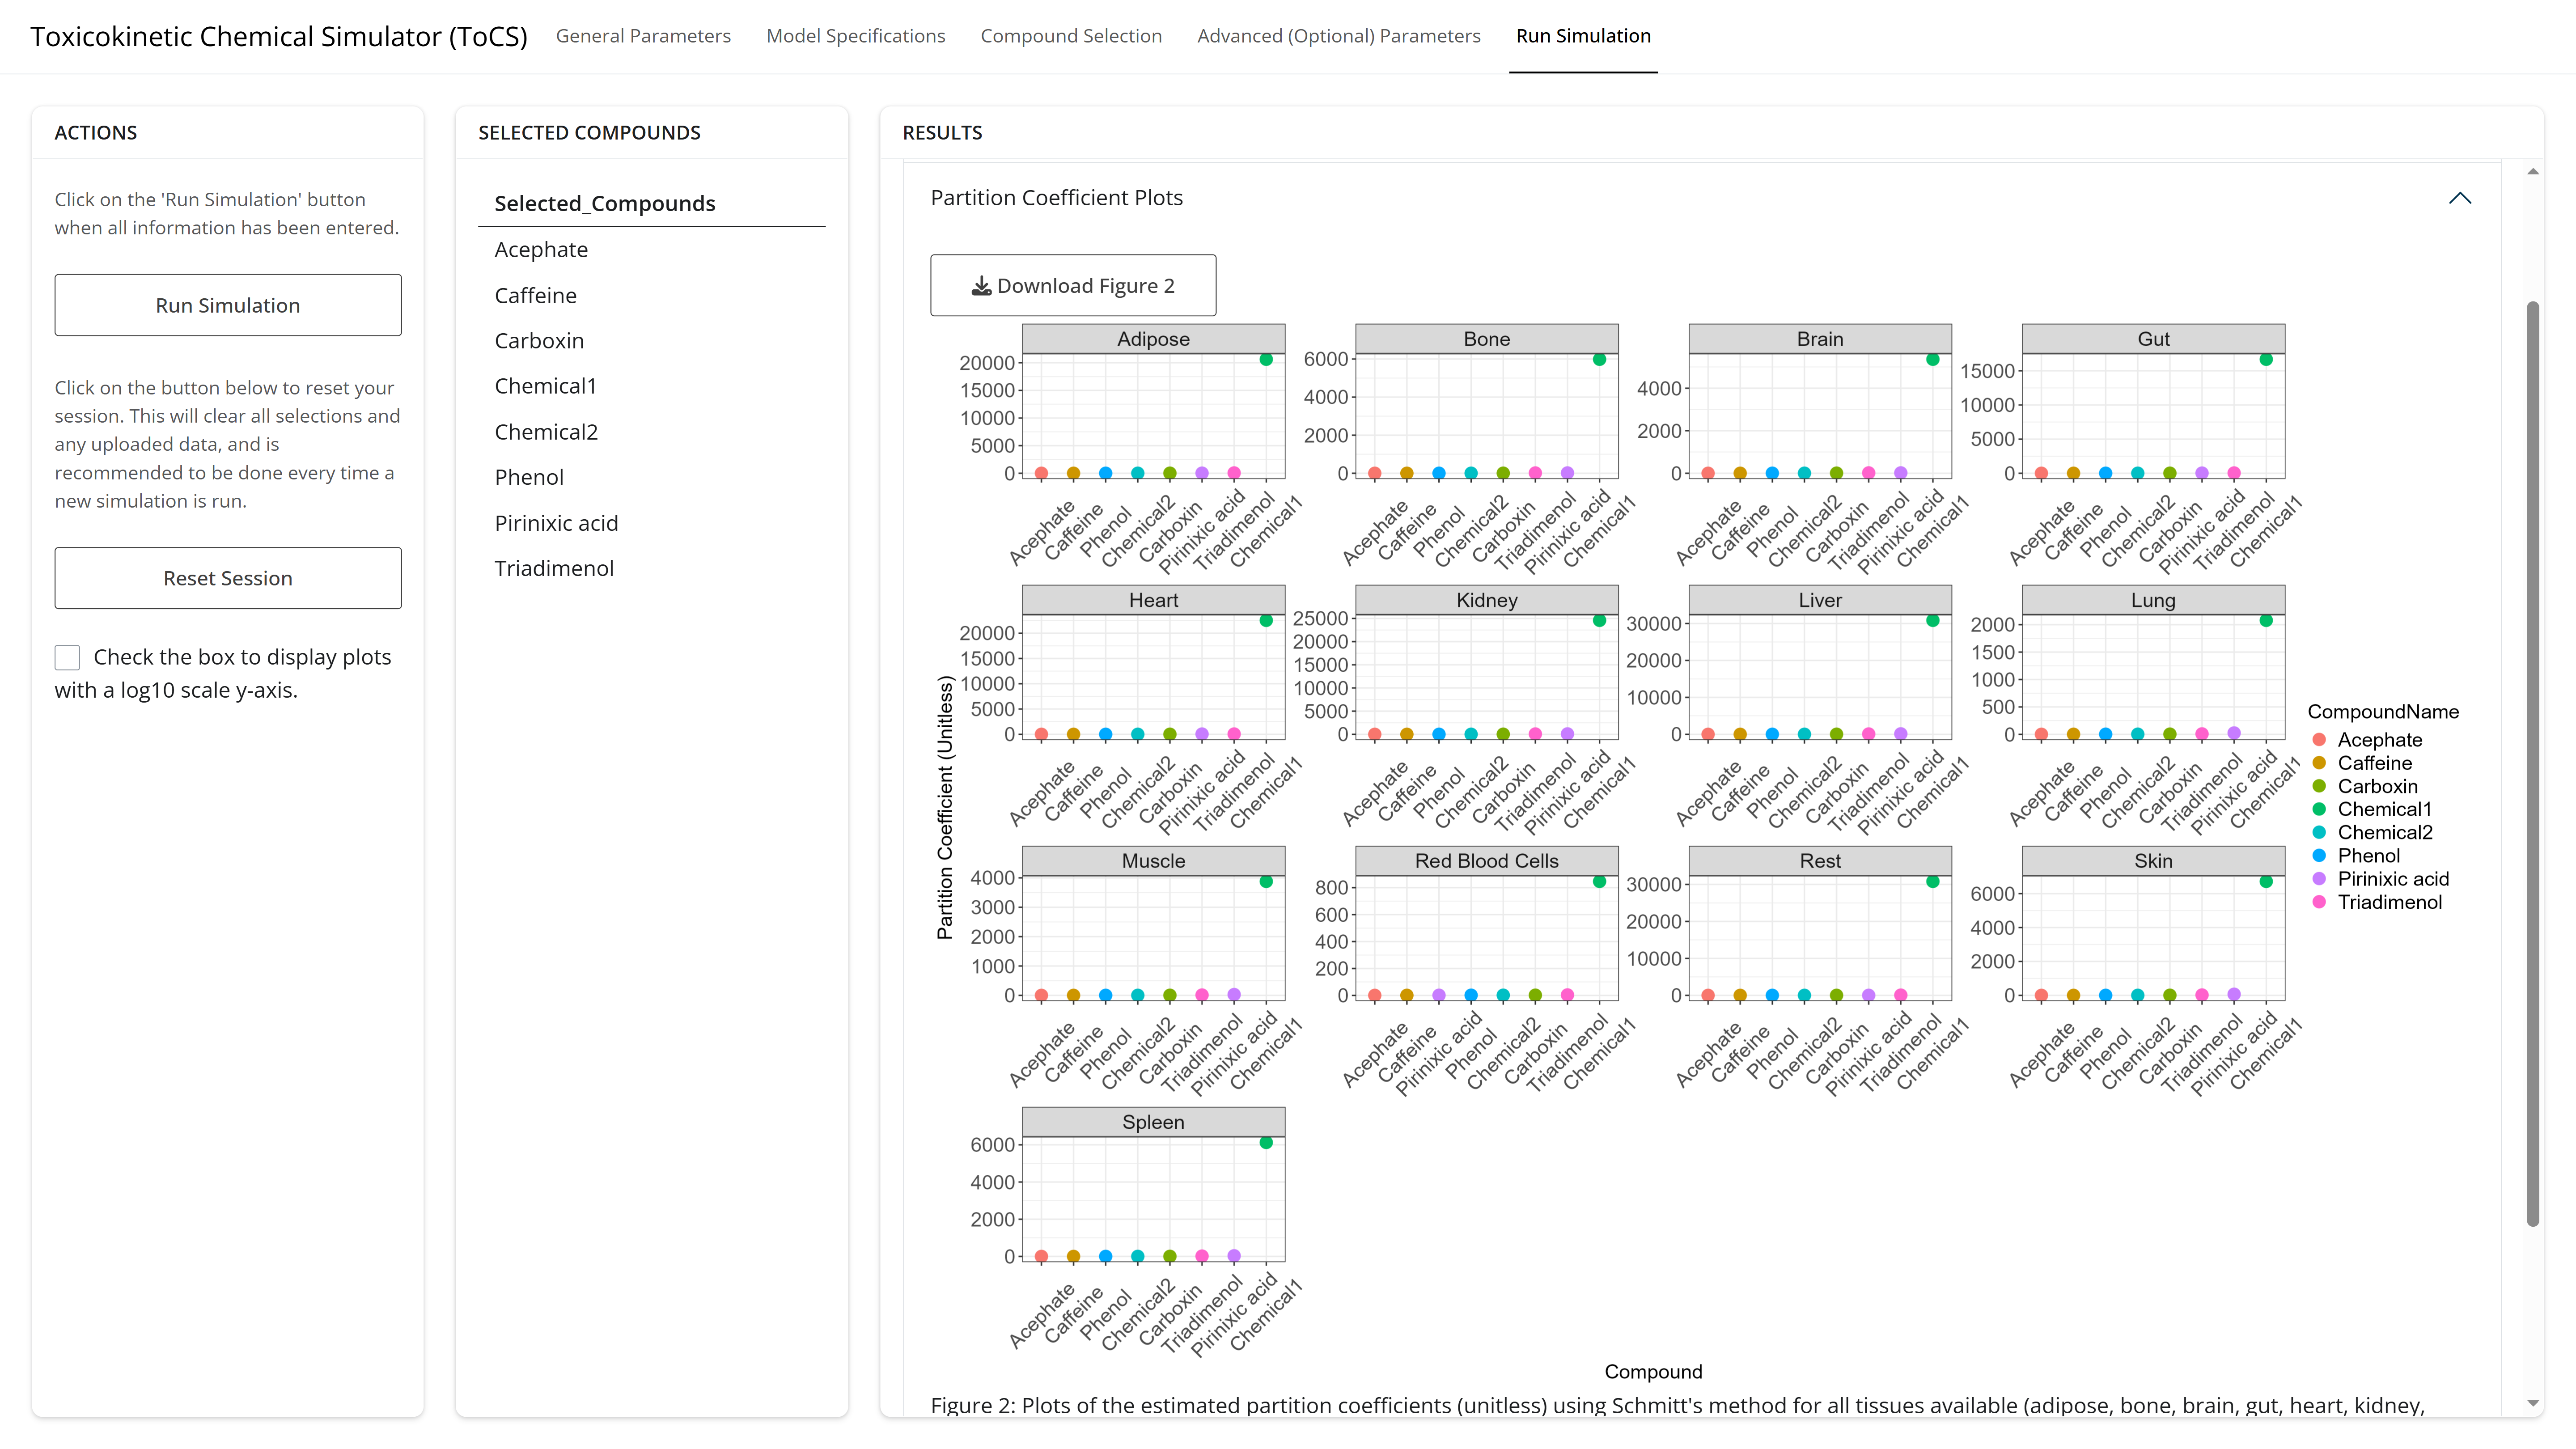 Toxicokinetic Chemical Simulator (ToCS)
General Parameters
Model Specifications
Compound Selection
Advanced (Optional) Parameters
Run Simulation
ACTIONS
Click on the 'Run Simulation' button
when all information has been entered.
Run Simulation
Click on the button below to reset your
session. This will clear all selections and
any uploaded data, and is
recommended to be done every time a
new simulation is run.
Reset Session
Check the box to display plots
with a log10 scale y-axis.
SELECTED COMPOUNDS
Selected_Compounds
Acephate
Caffeine
Carboxin
Chemical1
Chemical2
Phenol
Pirinixic acid
Triadimenol
RESULTS
Partition Coefficient Plots
Download Figure 2
Partition Coefficient (Unitless)
Adipose
20000
15000
10000
5000
0
Acephate
Caffeine
Phenol
Chemical2
Carboxin
Pirinixic acid
Triadimenol
Chemical1
Bone
6000
4000
2000
0
Acephate
Caffeine
Phenol
Chemical2
Carboxin
Triadimenol
Pirinixic acid
Chemical1
Brain
4000
2000
0
Acephate
Caffeine
Phenol
Chemical2
Carboxin
Triadimenol
Pirinixic acid
Chemical1
Gut
15000
10000
5000
0
Acephate
Caffeine
Phenol
Chemical2
Carboxin
Pirinixic acid
Triadimenol
Chemical1
Heart
20000
15000
10000
5000
0
Acephate
Caffeine
Phenol
Chemical2
Carboxin
Pirinixic acid
Triadimenol
Chemical1
Kidney
25000
20000
15000
10000
5000
0
Acephate
Caffeine
Phenol
Chemical2
Carboxin
Triadimenol
Pirinixic acid
Chemical1
Liver
30000
20000
10000
0
Acephate
Caffeine
Phenol
Chemical2
Carboxin
Triadimenol
Pirinixic acid
Chemical1
Lung
2000
1500
1000
500
0
Acephate
Caffeine
Phenol
Chemical2
Carboxin
Triadimenol
Pirinixic acid
Chemical1
Muscle
4000
3000
2000
1000
0
Acephate
Caffeine
Phenol
Chemical2
Carboxin
Triadimenol
Pirinixic acid
Chemical1
Red Blood Cells
800
600
400
200
0
Acephate
Caffeine
Pirinixic acid
Phenol
Chemical2
Carboxin
Triadimenol
Chemical1
Rest
30000
20000
10000
0
Acephate
Caffeine
Phenol
Chemical2
Carboxin
Pirinixic acid
Triadimenol
Chemical1
Skin
6000
4000
2000
0
Acephate
Caffeine
Phenol
Chemical2
Carboxin
Triadimenol
Pirinixic acid
Chemical1
Spleen
6000
4000
2000
0
Acephate
Caffeine
Phenol
Chemical2
Carboxin
Triadimenol
Pirinixic acid
Chemical1
Compound
CompoundName
Acephate
Caffeine
Carboxin
Chemical1
Chemical2
Phenol
Pirinixic acid
Triadimenol
Figure 2: Plots of the estimated partition coefficients (unitless) using Schmitt's method for all tissues available (adipose, bone, brain, gut, heart, kidney,